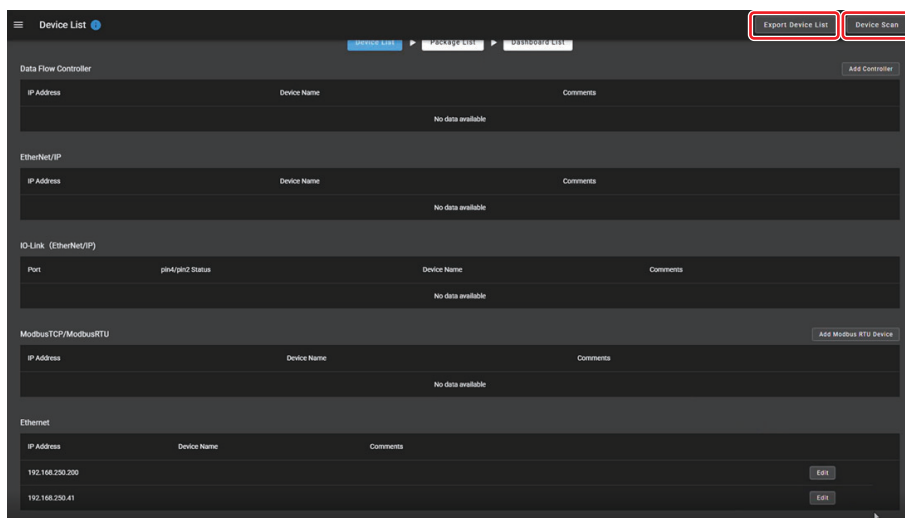 Device List
Export Device List
Device Scan
Device List ▶ Package List ▶ Dashboard List
Data Flow Controller
Add Controller
IP Address Device Name Comments
No data available
EtherNet/IP
IP Address Device Name Comments
No data available
IO-Link (EtherNet/IP)
Port pin4/pin2 Status Device Name Comments
No data available
ModbusTCP/ModbusRTU
Add Modbus RTU Device
IP Address Device Name Comments
No data available
Ethernet
IP Address Device Name Comments
192.168.250.200 Edit
192.168.250.41 Edit